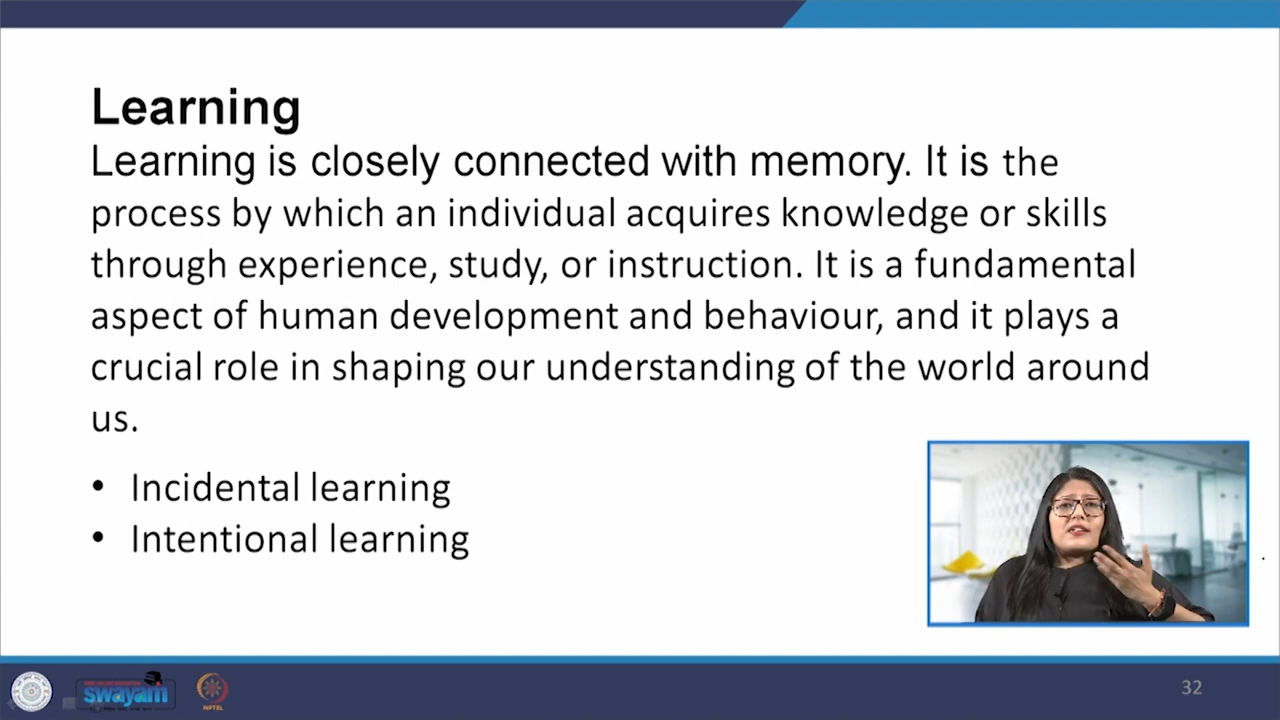 Learning
Learning is closely connected with memory. It is the
process by which an individual acquires knowledge or skills
through experience, study, or instruction. It is a fundamental
aspect of human development and behaviour, and it plays a
crucial role in shaping our understanding of the world around
us.
• Incidental learning
• Intentional learning
swayam
NPTEL
32